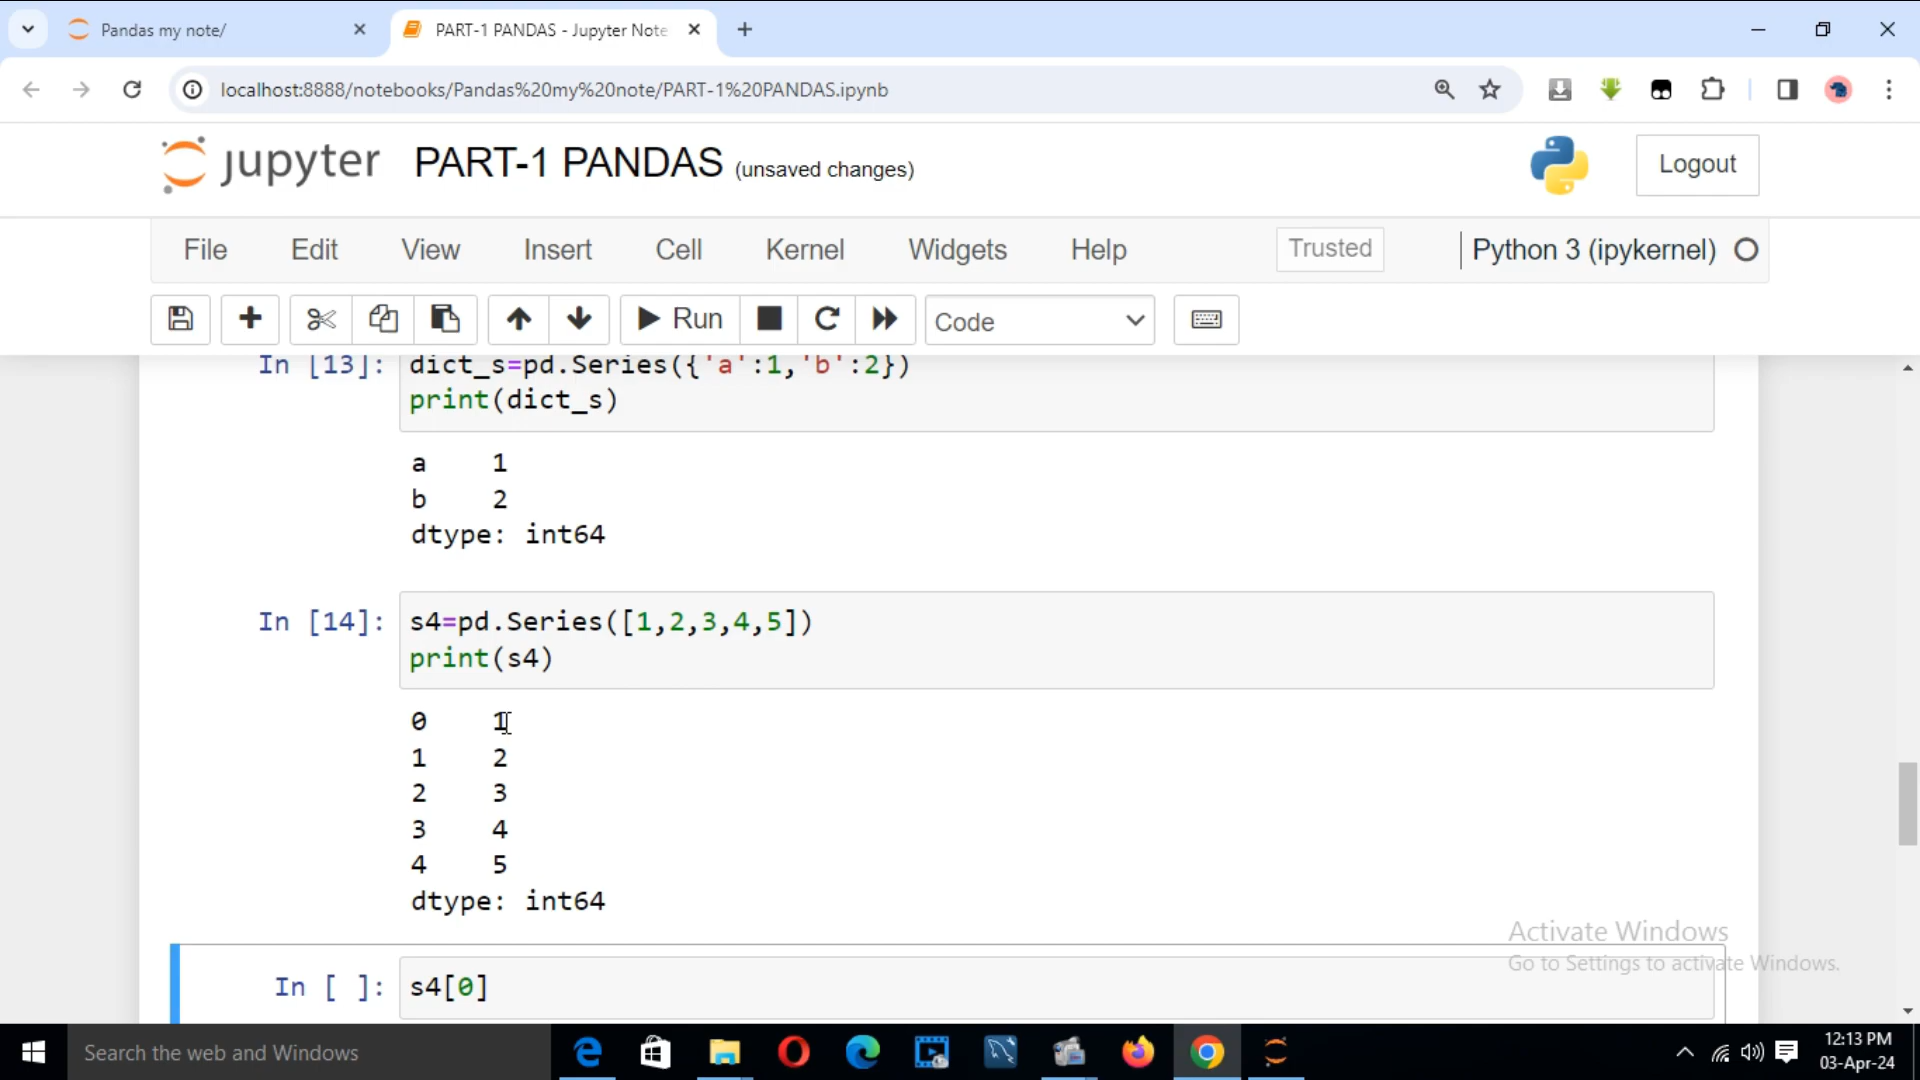 Pandas my note/
PART-1 PANDAS - Jupyter Note
localhost:8888/notebooks/Pandas%20my%20note/PART-1%20PANDAS.ipynb
jupyter PART-1 PANDAS (unsaved changes)
Logout
File Edit View Insert Cell Kernel Widgets Help Trusted Python 3 (ipykernel)
Run Code
In [13]: dict_s=pd.Series({'a':1,'b':2})
print(dict_s)
a 1
b 2
dtype: int64
In [14]: s4=pd.Series([1,2,3,4,5])
print(s4)
0 1
1 2
2 3
3 4
4 5
dtype: int64
Activate Windows
Go to Settings to activate Windows.
In [ ]: s4[0]
Search the web and Windows
12:13 PM
03-Apr-24